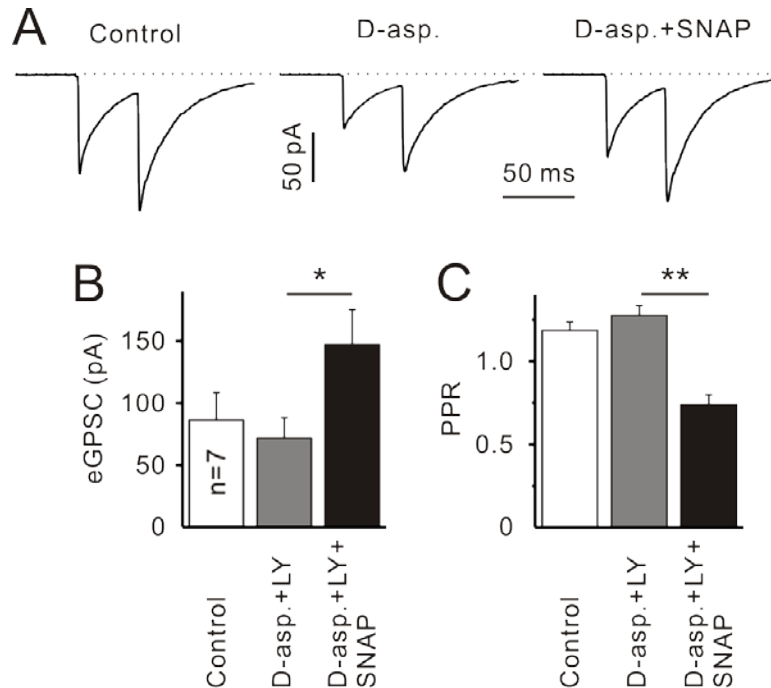 A
Control
D-asp.
D-asp.+SNAP
50 pA
50 ms
B
*
eGPSC (pA)
150
100
50
0
n=7
Control
D-asp.+LY
D-asp.+LY+
SNAP
C
**
PPR
1.0
0.5
0
Control
D-asp.+LY
D-asp.+LY+
SNAP